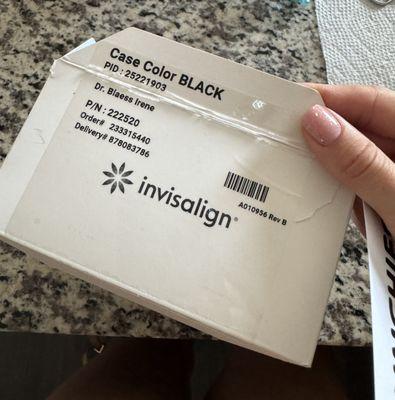 Case Color BLACK
PID : 25221903
Dr. Blaess Irene
P/N : 222520
Order# 233315440
Delivery# 878083786
invisalign
A010956 Rev B